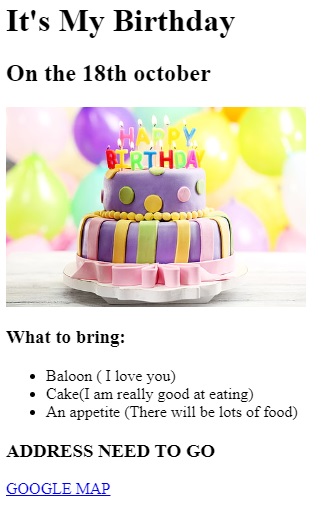 It's My Birthday
On the 18th october
HAPPY
BIRTHDAY
What to bring:
Baloon ( I love you)
Cake(I am really good at eating)
An appetite (There will be lots of food)
ADDRESS NEED TO GO
GOOGLE MAP